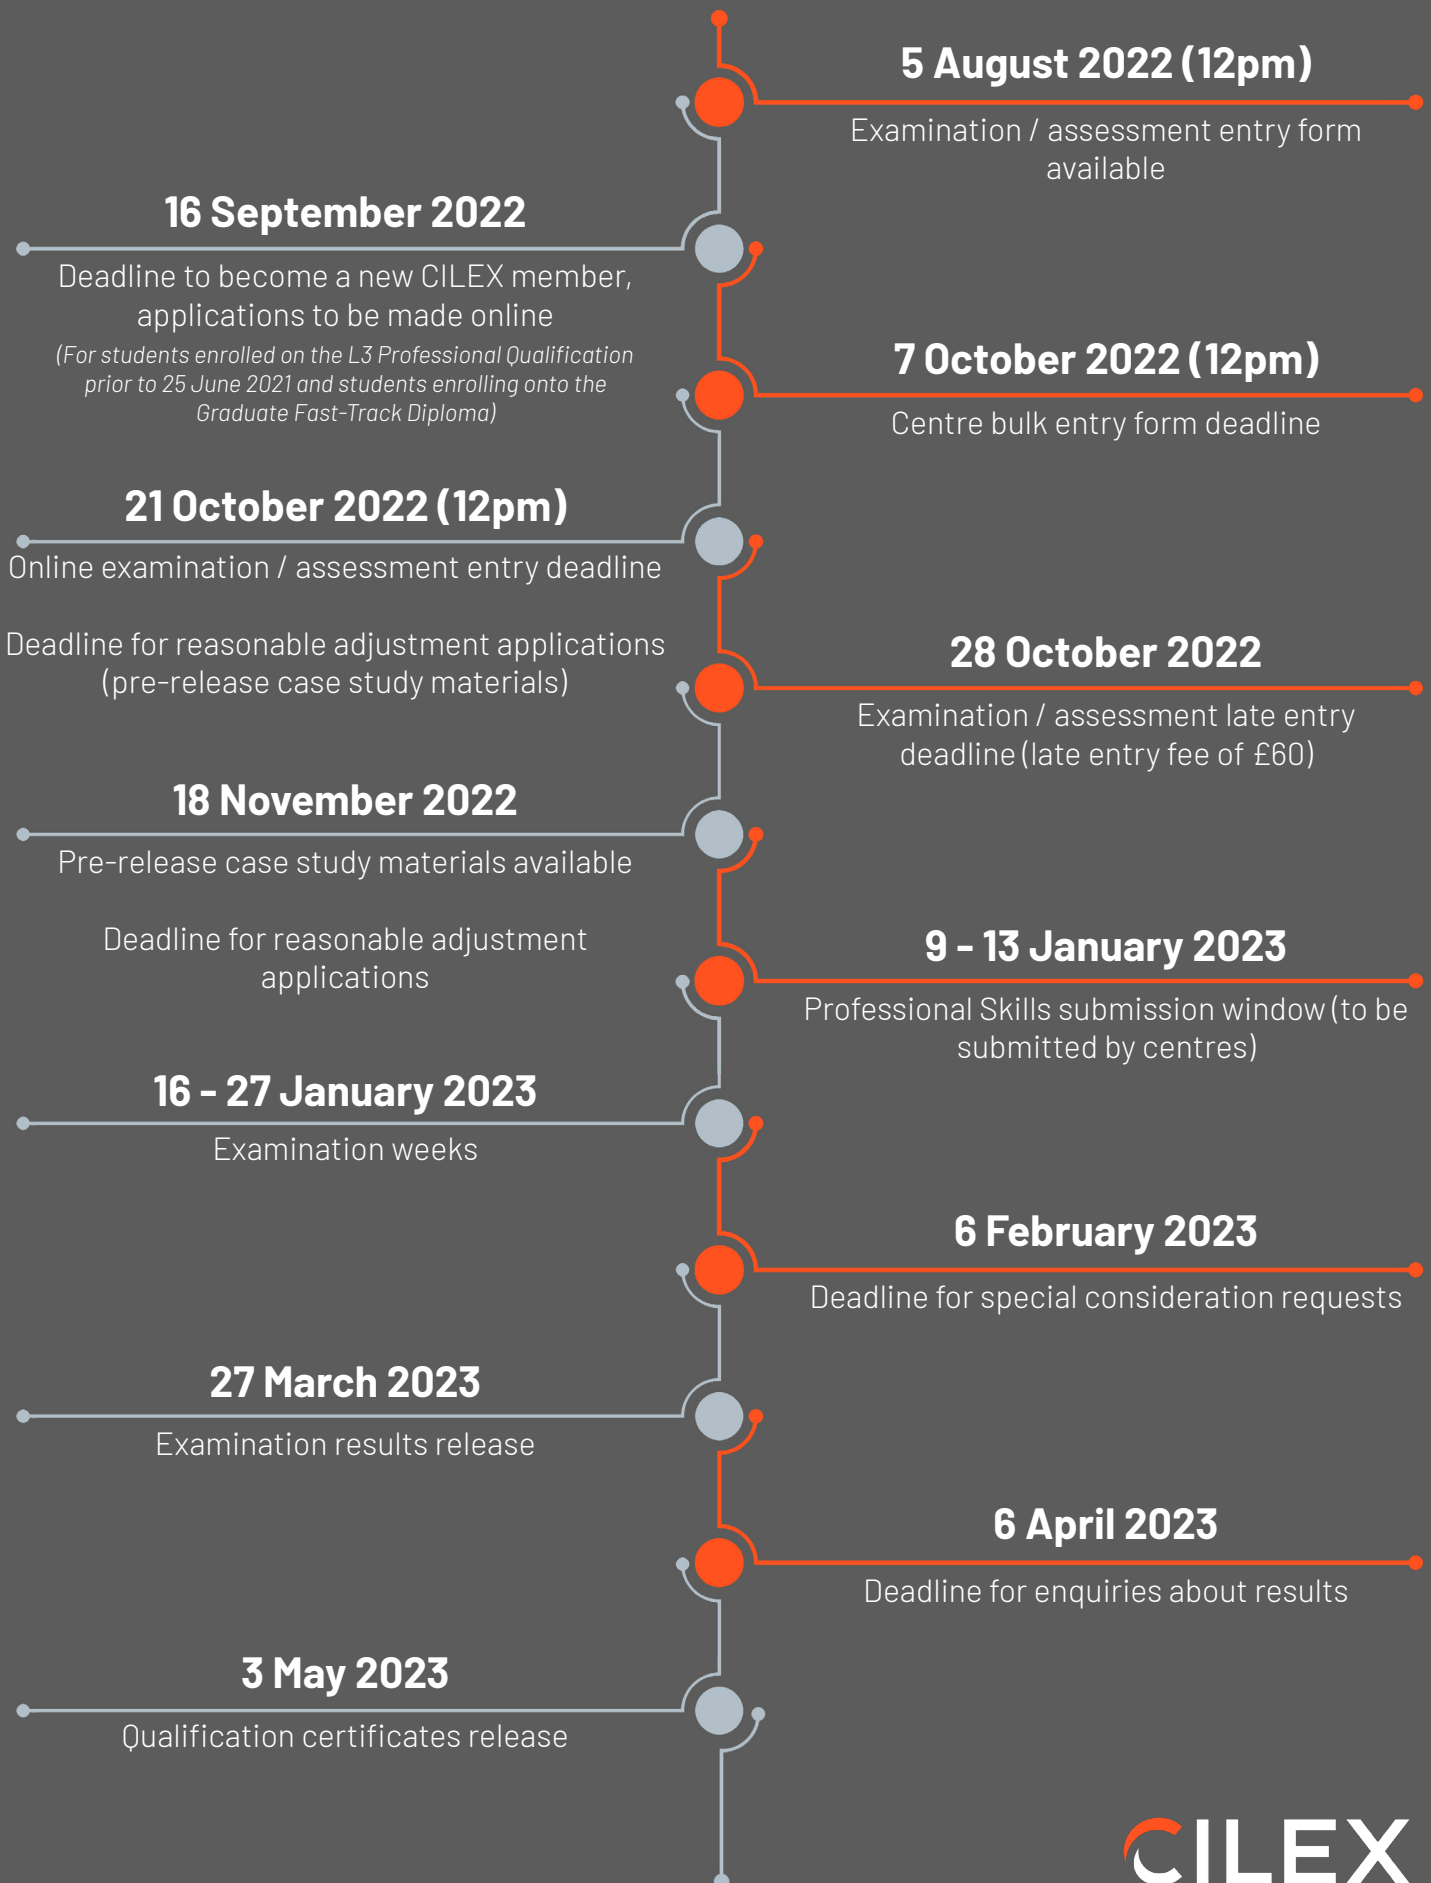 5 August 2022 (12pm)
Examination / assessment entry form
available
16 September 2022
Deadline to become a new CILEX member,
applications to be made online
(For students enrolled on the L3 Professional Qualification
prior to 25 June 2021 and students enrolling onto the
Graduate Fast-Track Diploma)
7 October 2022 (12pm)
Centre bulk entry form deadline
21 October 2022 (12pm)
Online examination / assessment entry deadline
Deadline for reasonable adjustment applications
(pre-release case study materials)
28 October 2022
Examination / assessment late entry
deadline (late entry fee of £60)
18 November 2022
Pre-release case study materials available
Deadline for reasonable adjustment
applications
9 - 13 January 2023
Professional Skills submission window (to be
submitted by centres)
16 - 27 January 2023
Examination weeks
6 February 2023
Deadline for special consideration requests
27 March 2023
Examination results release
6 April 2023
Deadline for enquiries about results
3 May 2023
Qualification certificates release
CILEX